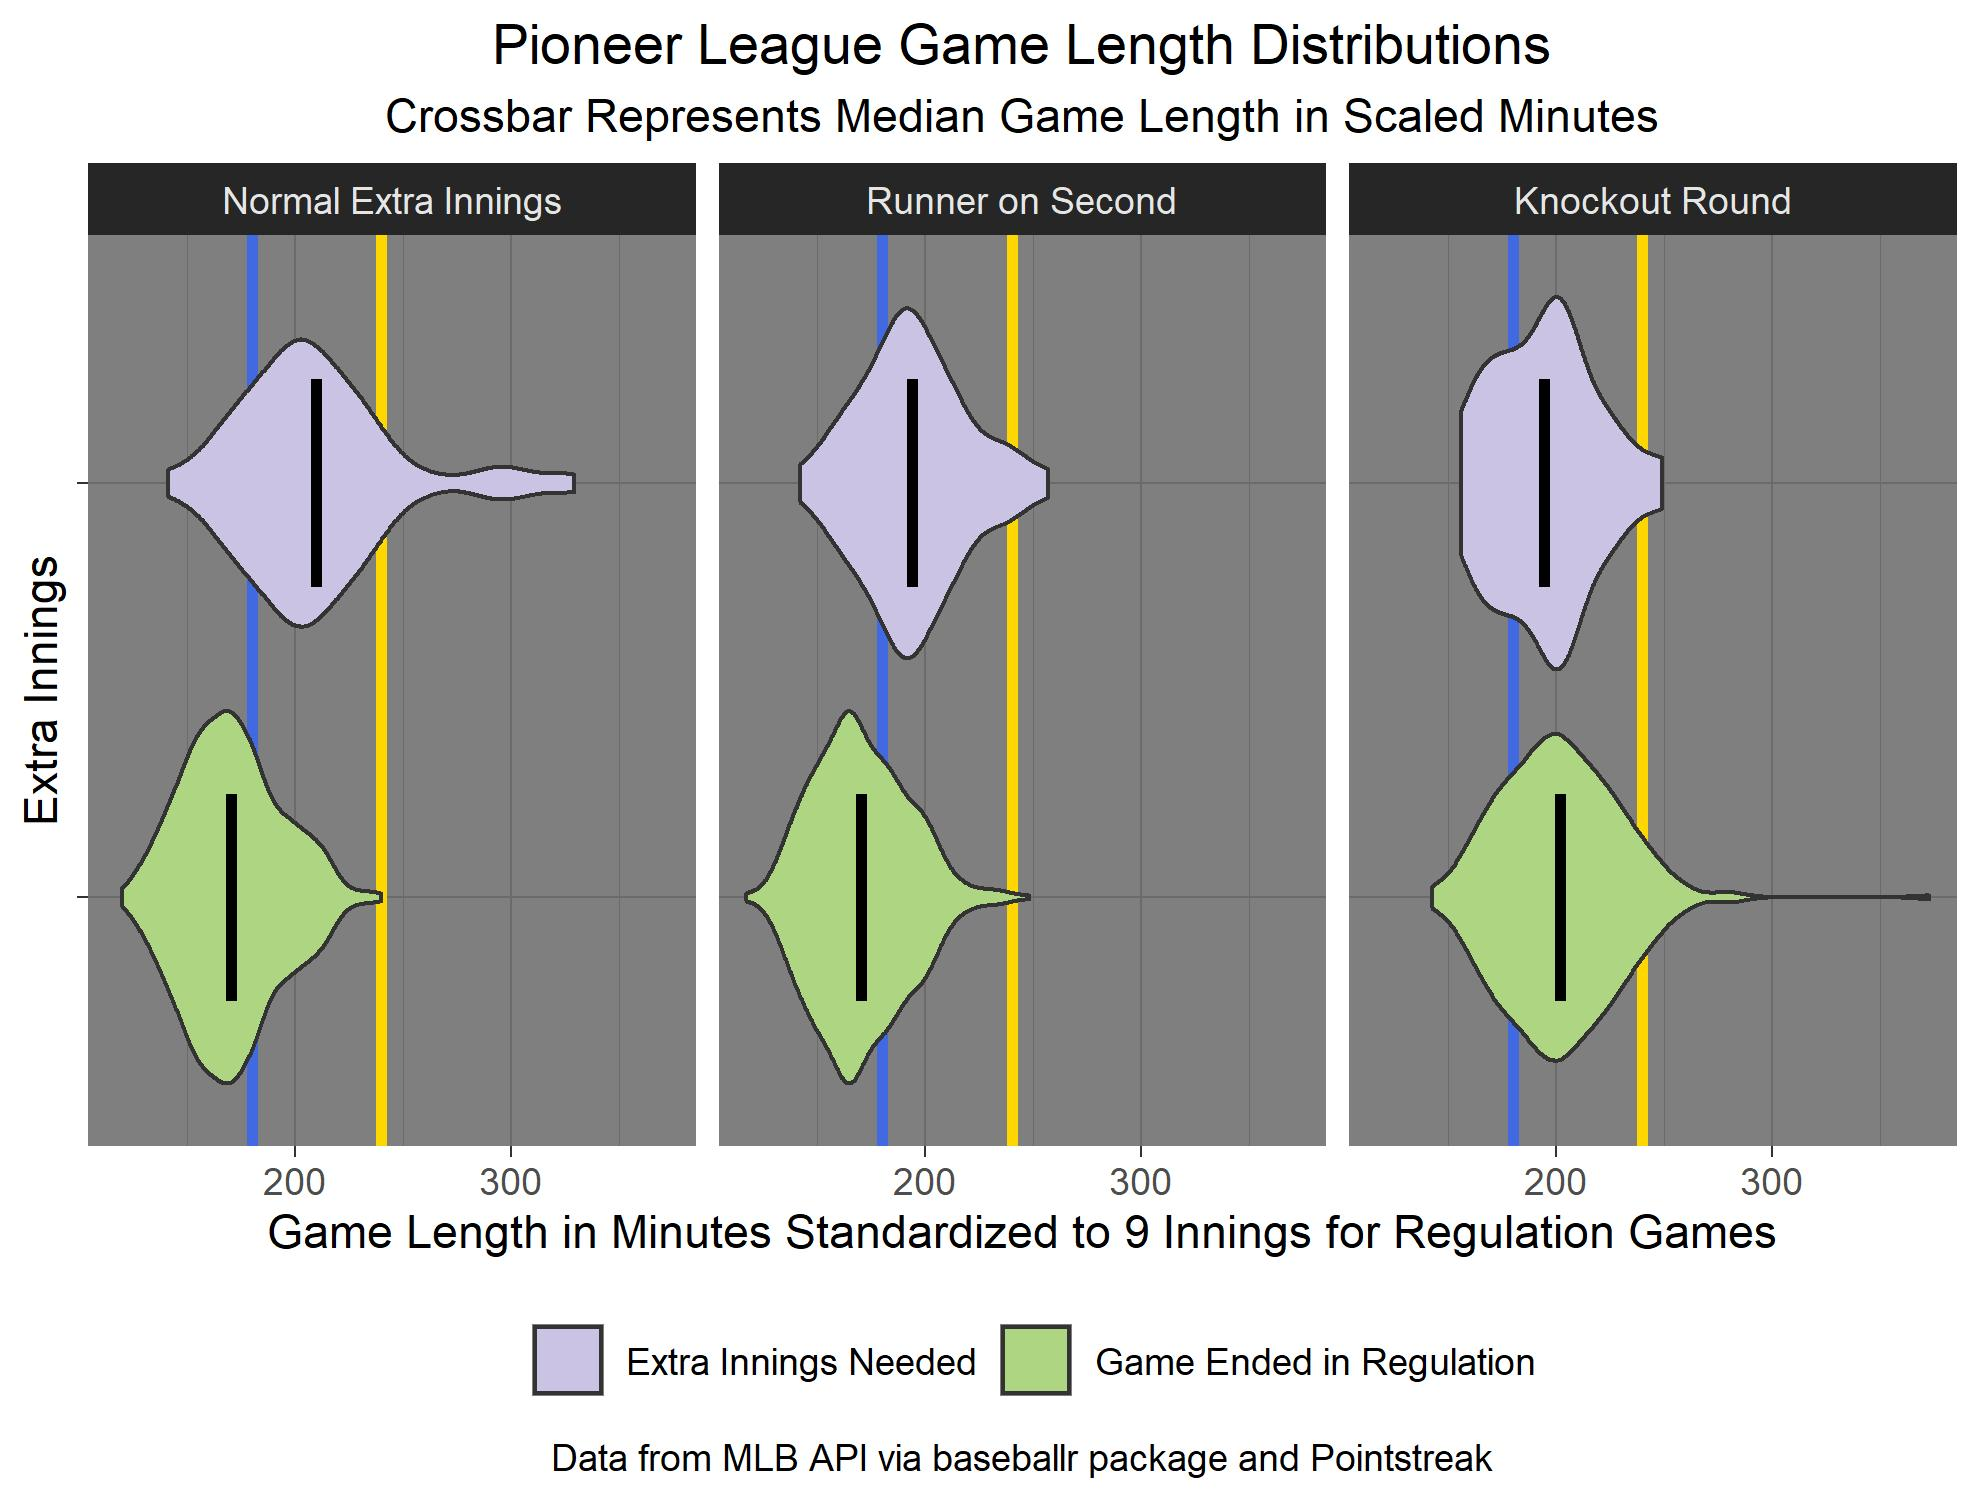 Pioneer League Game Length Distributions
Crossbar Represents Median Game Length in Scaled Minutes
Normal Extra Innings
Runner on Second
Knockout Round
Extra Innings
200 300
200 300
200 300
Game Length in Minutes Standardized to 9 Innings for Regulation Games
Extra Innings Needed
Game Ended in Regulation
Data from MLB API via baseballr package and Pointstreak